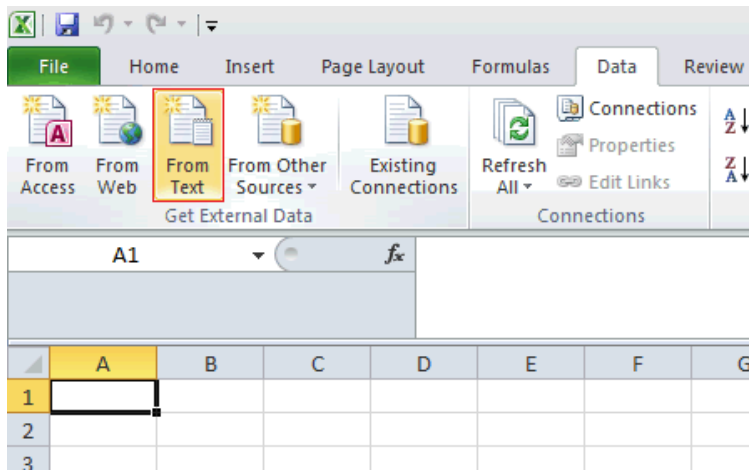 File Home Insert Page Layout Formulas Data Review
From Access From Web From Text From Other Sources Existing Connections Refresh All Connections Properties Edit Links
Get External Data Connections
A1 fx
A B C D E F G
1
2
3